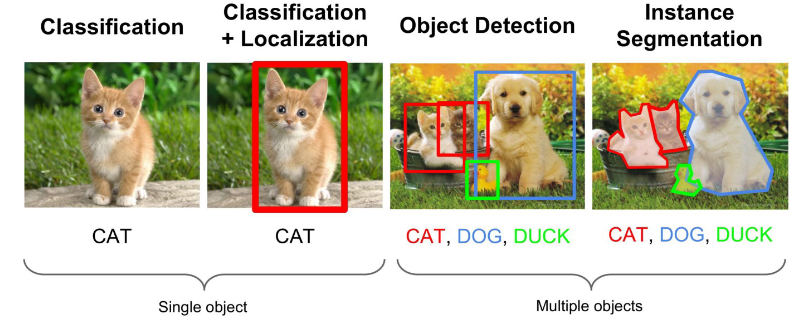 Classification
Classification
+ Localization
Object Detection
Instance
Segmentation
CAT
CAT
CAT, DOG, DUCK
CAT, DOG, DUCK
Single object
Multiple objects